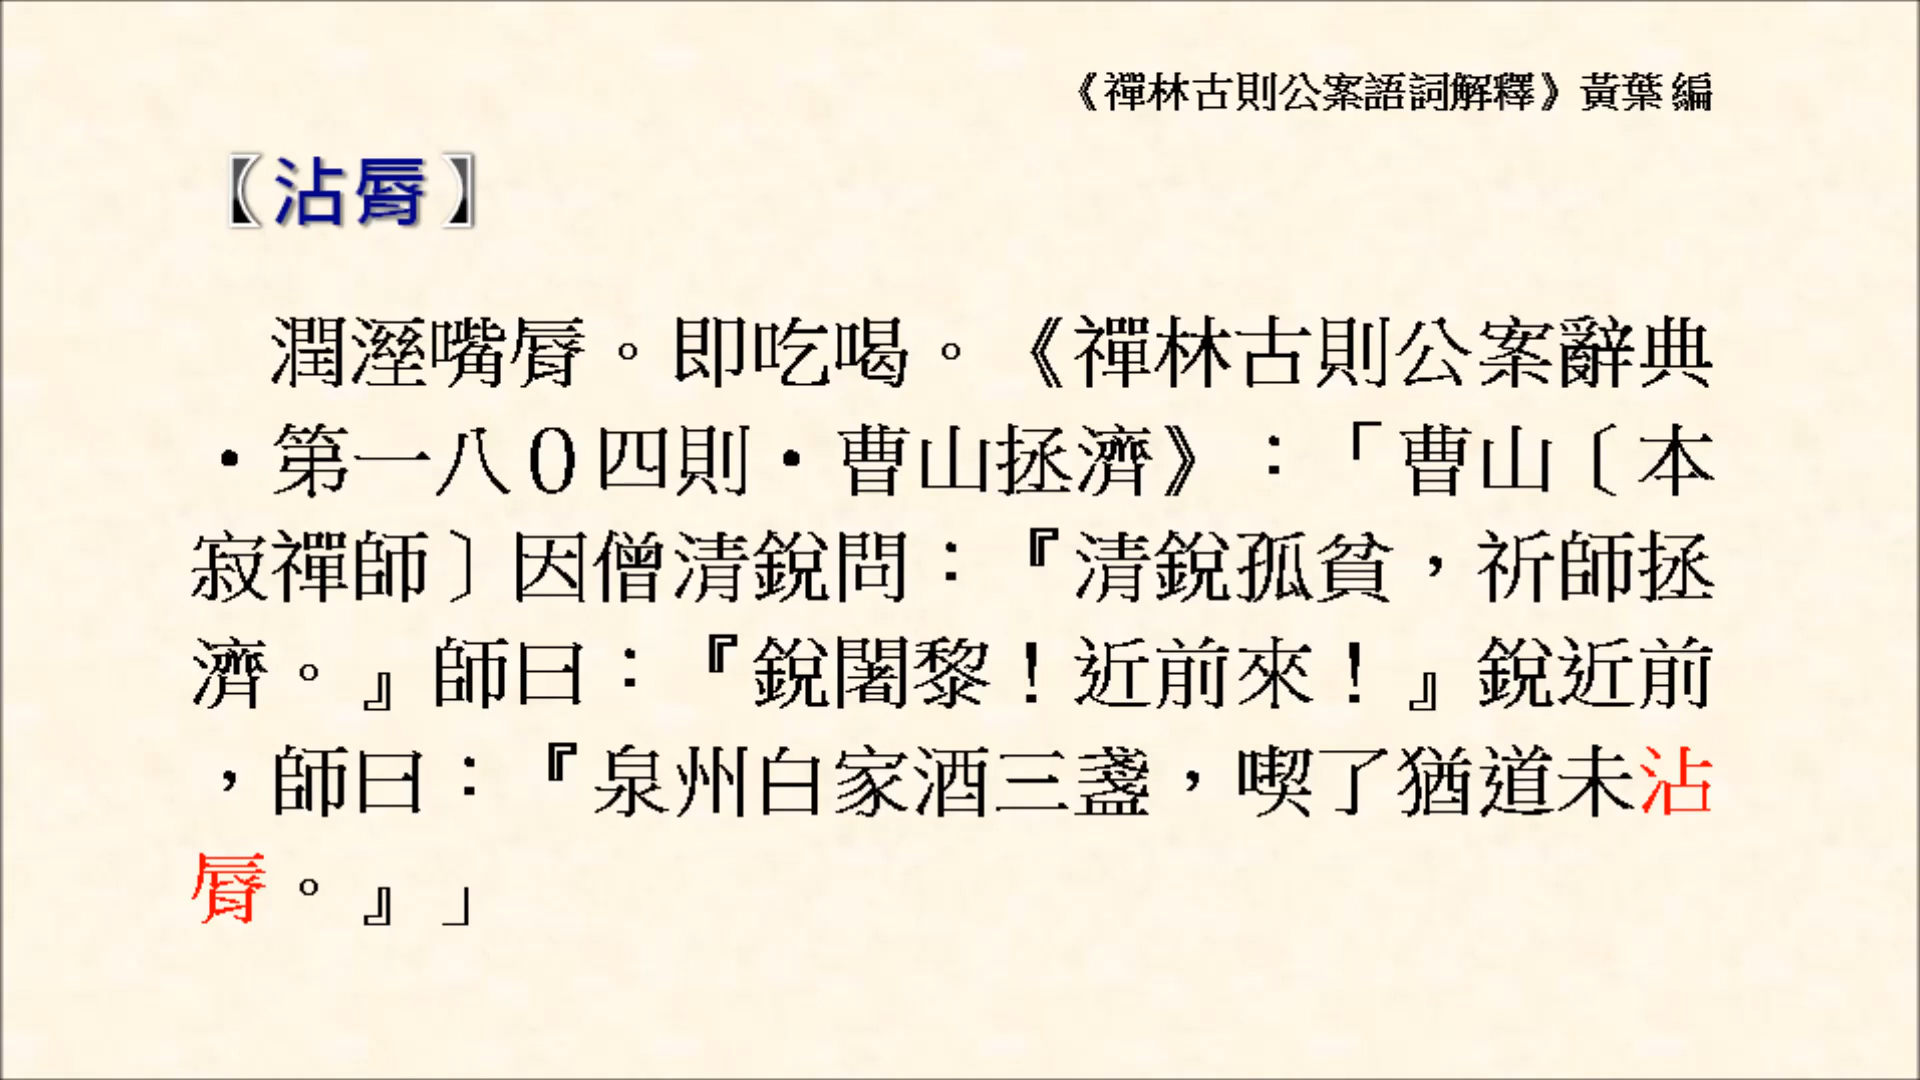 《禪林古則公案語詞解釋》黃葉 編
【沾脣】
潤溼嘴脣。即吃喝。《禪林古則公案辭典
・第一八０四則・曹山拯濟》：「曹山〔本
寂禪師〕因僧清銳問：『清銳孤貧，祈師拯
濟。』師曰：『銳闍黎！近前來！』銳近前
，師曰：『泉州白家酒三盞，喫了猶道未沾
脣。』」